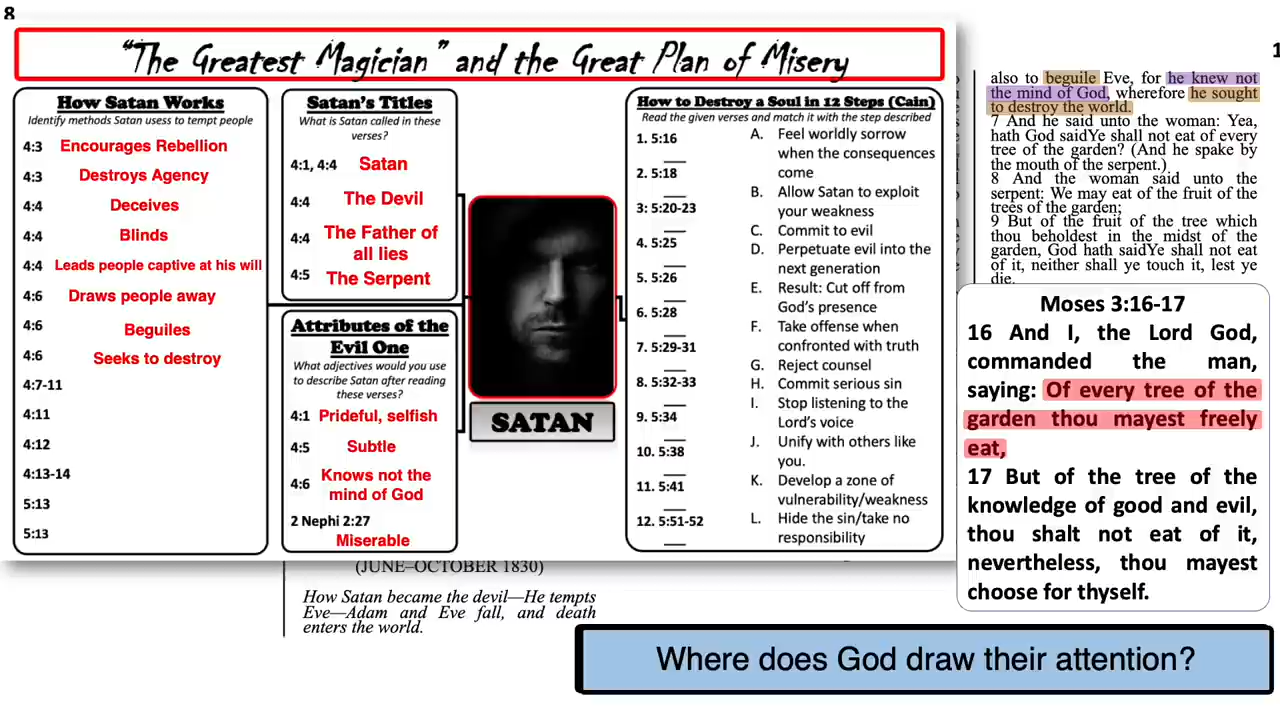 8
1
"The Greatest Magician" and the Great Plan of Misery
How Satan Works
Identify methods Satan usess to tempt people
4:3 Encourages Rebellion
4:3 Destroys Agency
4:4 Deceives
4:4 Blinds
4:4 Leads people captive at his will
4:6 Draws people away
4:6 Beguiles
4:6 Seeks to destroy
4:7-11
4:11
4:12
4:13-14
5:13
5:13
Satan's Titles
What is Satan called in these
verses?
4:1, 4:4 Satan
4:4 The Devil
4:4 The Father of
all lies
4:5 The Serpent
Attributes of the
Evil One
What adjectives would you use
to describe Satan after reading
these verses?
4:1 Prideful, selfish
4:5 Subtle
4:6 Knows not the
mind of God
2 Nephi 2:27
Miserable
SATAN
How to Destroy a Soul in 12 Steps (Cain)
Read the given verses and match it with the step described
1. 5:16
2. 5:18
3: 5:20-23
4. 5:25
5. 5:26
6. 5:28
7. 5:29-31
8. 5:32-33
9. 5:34
10. 5:38
11. 5:41
12. 5:51-52
A. Feel worldly sorrow
when the consequences
come
B. Allow Satan to exploit
your weakness
C. Commit to evil
D. Perpetuate evil into the
next generation
E. Result: Cut off from
God's presence
F. Take offense when
confronted with truth
G. Reject counsel
H. Commit serious sin
I. Stop listening to the
Lord's voice
J. Unify with others like
you.
K. Develop a zone of
vulnerability/weakness
L. Hide the sin/take no
responsibility
(JUNE–OCTOBER 1830)
How Satan became the devil—He tempts
Eve—Adam and Eve fall, and death
enters the world.
also to beguile Eve, for he knew not
the mind of God, wherefore he sought
to destroy the world.
7 And he said unto the woman: Yea,
hath God saidYe shall not eat of every
tree of the garden? (And he spake by
the mouth of the serpent.)
8 And the woman said unto the
serpent: We may eat of the fruit of the
trees of the garden;
9 But of the fruit of the tree which
thou beholdest in the midst of the
garden, God hath saidYe shall not eat
of it, neither shall ye touch it, lest ye
die.
Moses 3:16-17
16 And I, the Lord God,
commanded the man,
saying: Of every tree of the
garden thou mayest freely
eat,
17 But of the tree of the
knowledge of good and evil,
thou shalt not eat of it,
nevertheless, thou mayest
choose for thyself.
Where does God draw their attention?